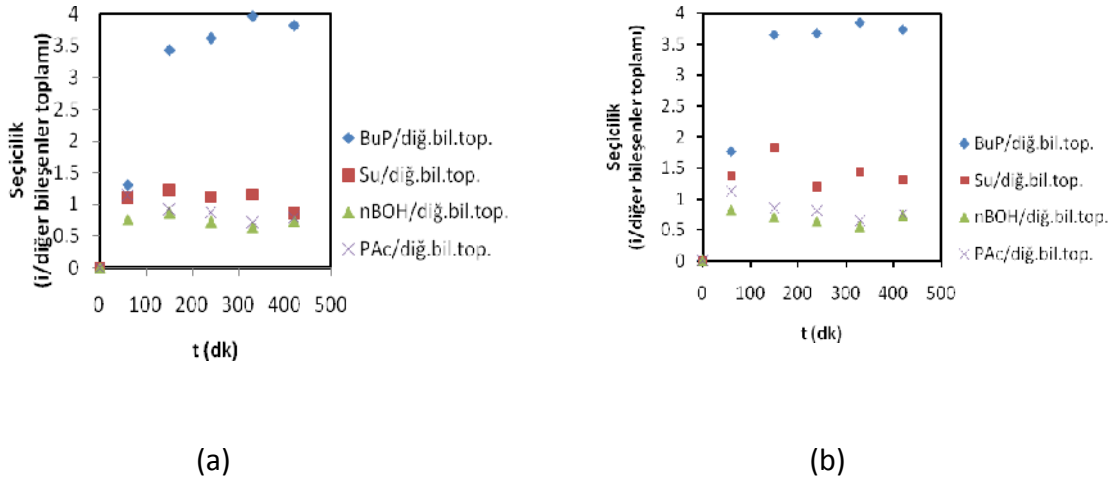 Seçicilik
(i/diğer bileşenler toplamı)
4
3.5
3
2.5
2
1.5
1
0.5
0
0 100 200 300 400 500
t (dk)
BuP/diğ.bil.top.
Su/diğ.bil.top.
nBOH/diğ.bil.top.
PAc/diğ.bil.top.
(a)
Seçicilik
(i/diğer bileşenler toplamı)
4
3.5
3
2.5
2
1.5
1
0.5
0
0 100 200 300 400 500
t (dk)
BuP/diğ.bil.top.
Su/diğ.bil.top.
nBOH/diğ.bil.top.
PAc/diğ.bil.top.
(b)